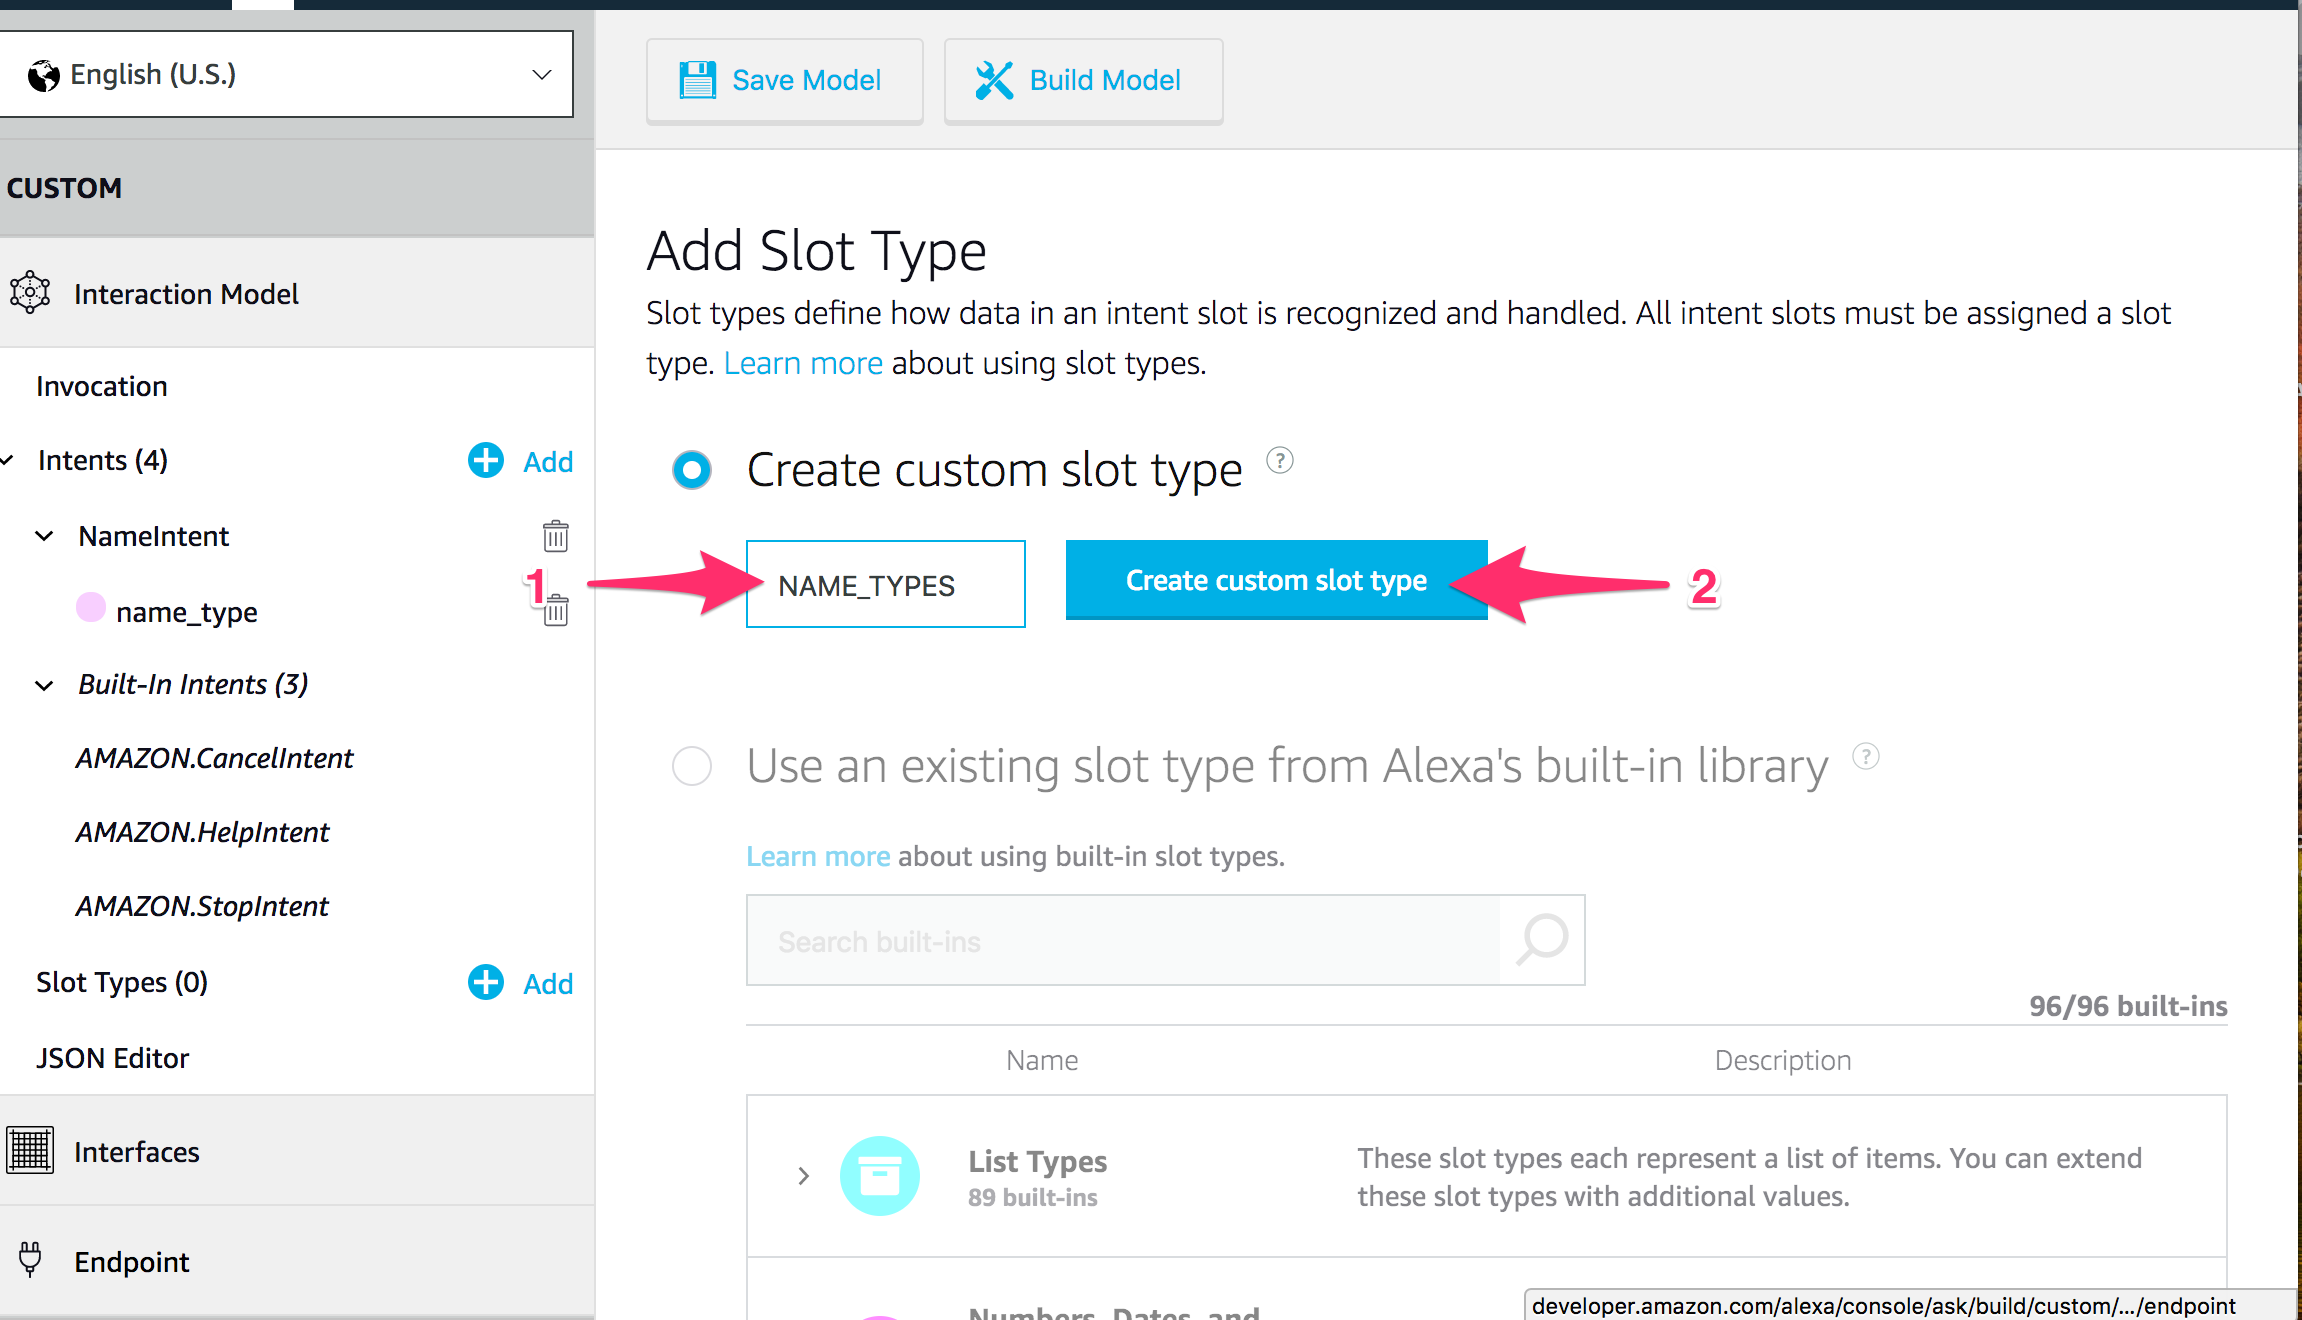 English (U.S.)
CUSTOM
Interaction Model
Invocation
Intents (4)
Add
NameIntent
name_type
Built-In Intents (3)
AMAZON.CancelIntent
AMAZON.HelpIntent
AMAZON.StopIntent
Slot Types (0)
Add
JSON Editor
Interfaces
Endpoint
Save Model
Build Model
Add Slot Type
Slot types define how data in an intent slot is recognized and handled. All intent slots must be assigned a slot
type. Learn more about using slot types.
Create custom slot type ?
1
NAME_TYPES
Create custom slot type
2
Use an existing slot type from Alexa's built-in library ?
Learn more about using built-in slot types.
Search built-ins
96/96 built-ins
Name
Description
List Types
89 built-ins
These slot types each represent a list of items. You can extend
these slot types with additional values.
Numbers, Dates, and
developer.amazon.com/alexa/console/ask/build/custom/.../endpoint